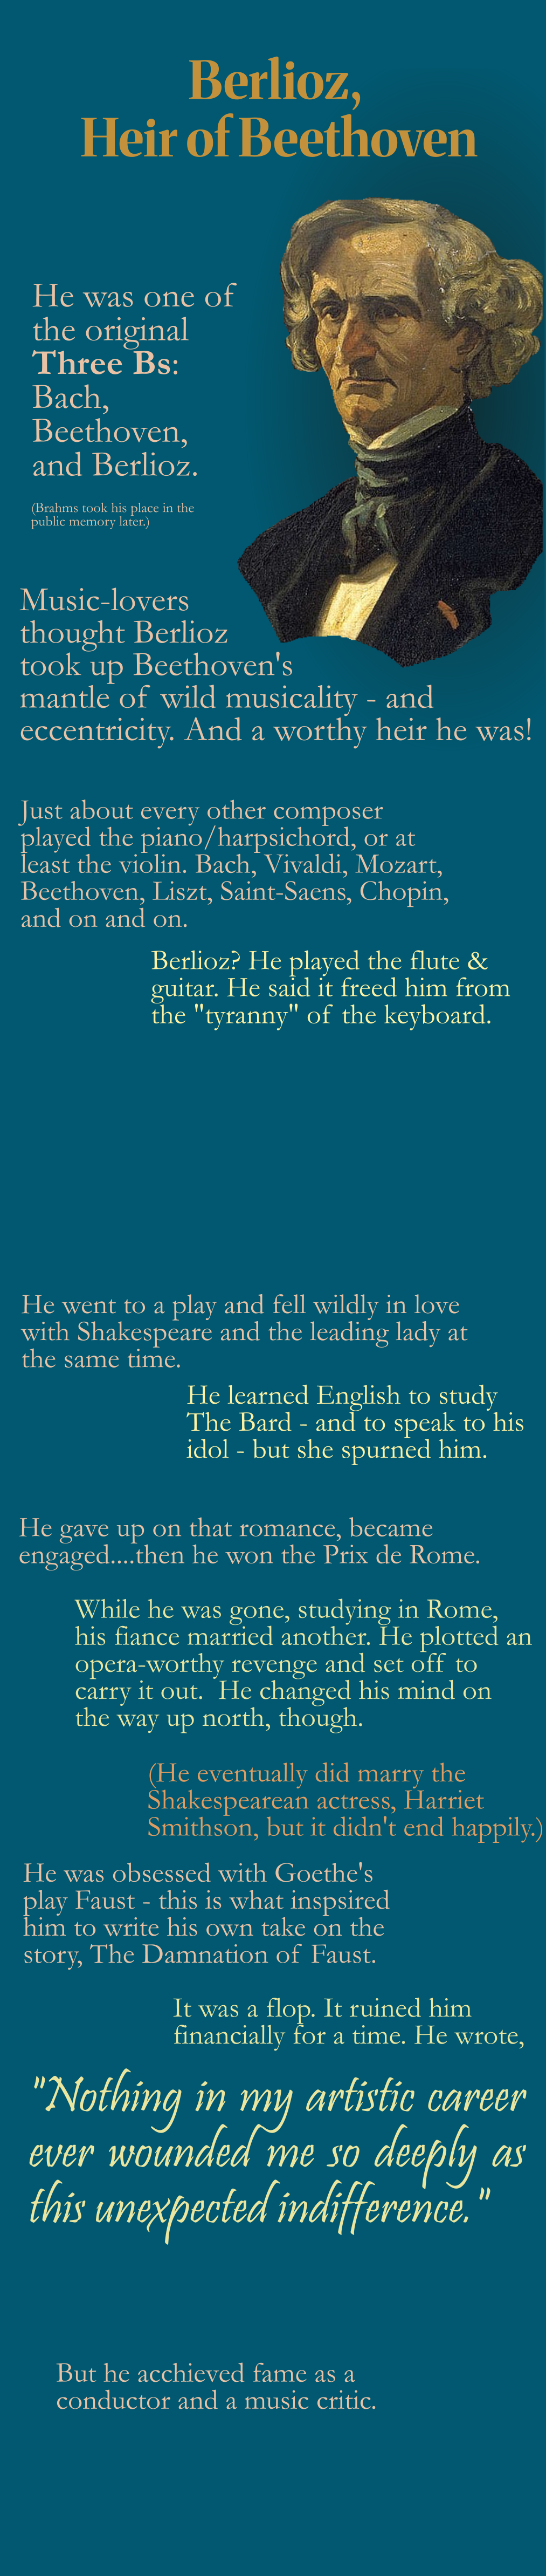 Berlioz,
Heir of Beethoven
He was one of
the original
Three Bs:
Bach,
Beethoven,
and Berlioz.
(Brahms took his place in the
public memory later.)
Music-lovers
thought Berlioz
took up Beethoven's
mantle of wild musicality - and
eccentricity. And a worthy heir he was!
Just about every other composer
played the piano/harpsichord, or at
least the violin. Bach, Vivaldi, Mozart,
Beethoven, Liszt, Saint-Saens, Chopin,
and on and on.
Berlioz? He played the flute &
guitar. He said it freed him from
the "tyranny" of the keyboard.
He went to a play and fell wildly in love
with Shakespeare and the leading lady at
the same time.
He learned English to study
The Bard - and to speak to his
idol - but she spurned him.
He gave up on that romance, became
engaged....then he won the Prix de Rome.
While he was gone, studying in Rome,
his fiance married another. He plotted an
opera-worthy revenge and set off to
carry it out. He changed his mind on
the way up north, though.
(He eventually did marry the
Shakespearean actress, Harriet
Smithson, but it didn't end happily.)
He was obsessed with Goethe's
play Faust - this is what inspsired
him to write his own take on the
story, The Damnation of Faust.
It was a flop. It ruined him
financially for a time. He wrote,
"Nothing in my artistic career
ever wounded me so deeply as
this unexpected indifference."
But he acchieved fame as a
conductor and a music critic.